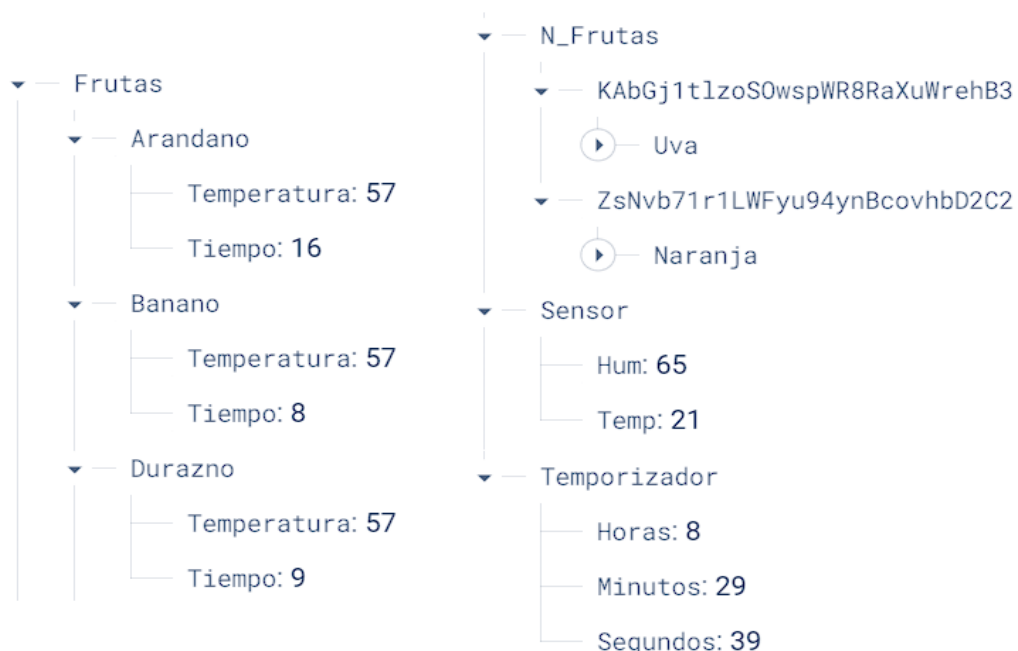 Frutas
Arandano
Temperatura: 57
Tiempo: 16
Banano
Temperatura: 57
Tiempo: 8
Durazno
Temperatura: 57
Tiempo: 9
N_Frutas
KAbGj1tlzoSOwspWR8RaXuWrehB3
Uva
ZsNvb71r1LWFyu94ynBcovhbD2C2
Naranja
Sensor
Hum: 65
Temp: 21
Temporizador
Horas: 8
Minutos: 29
Segundos: 39